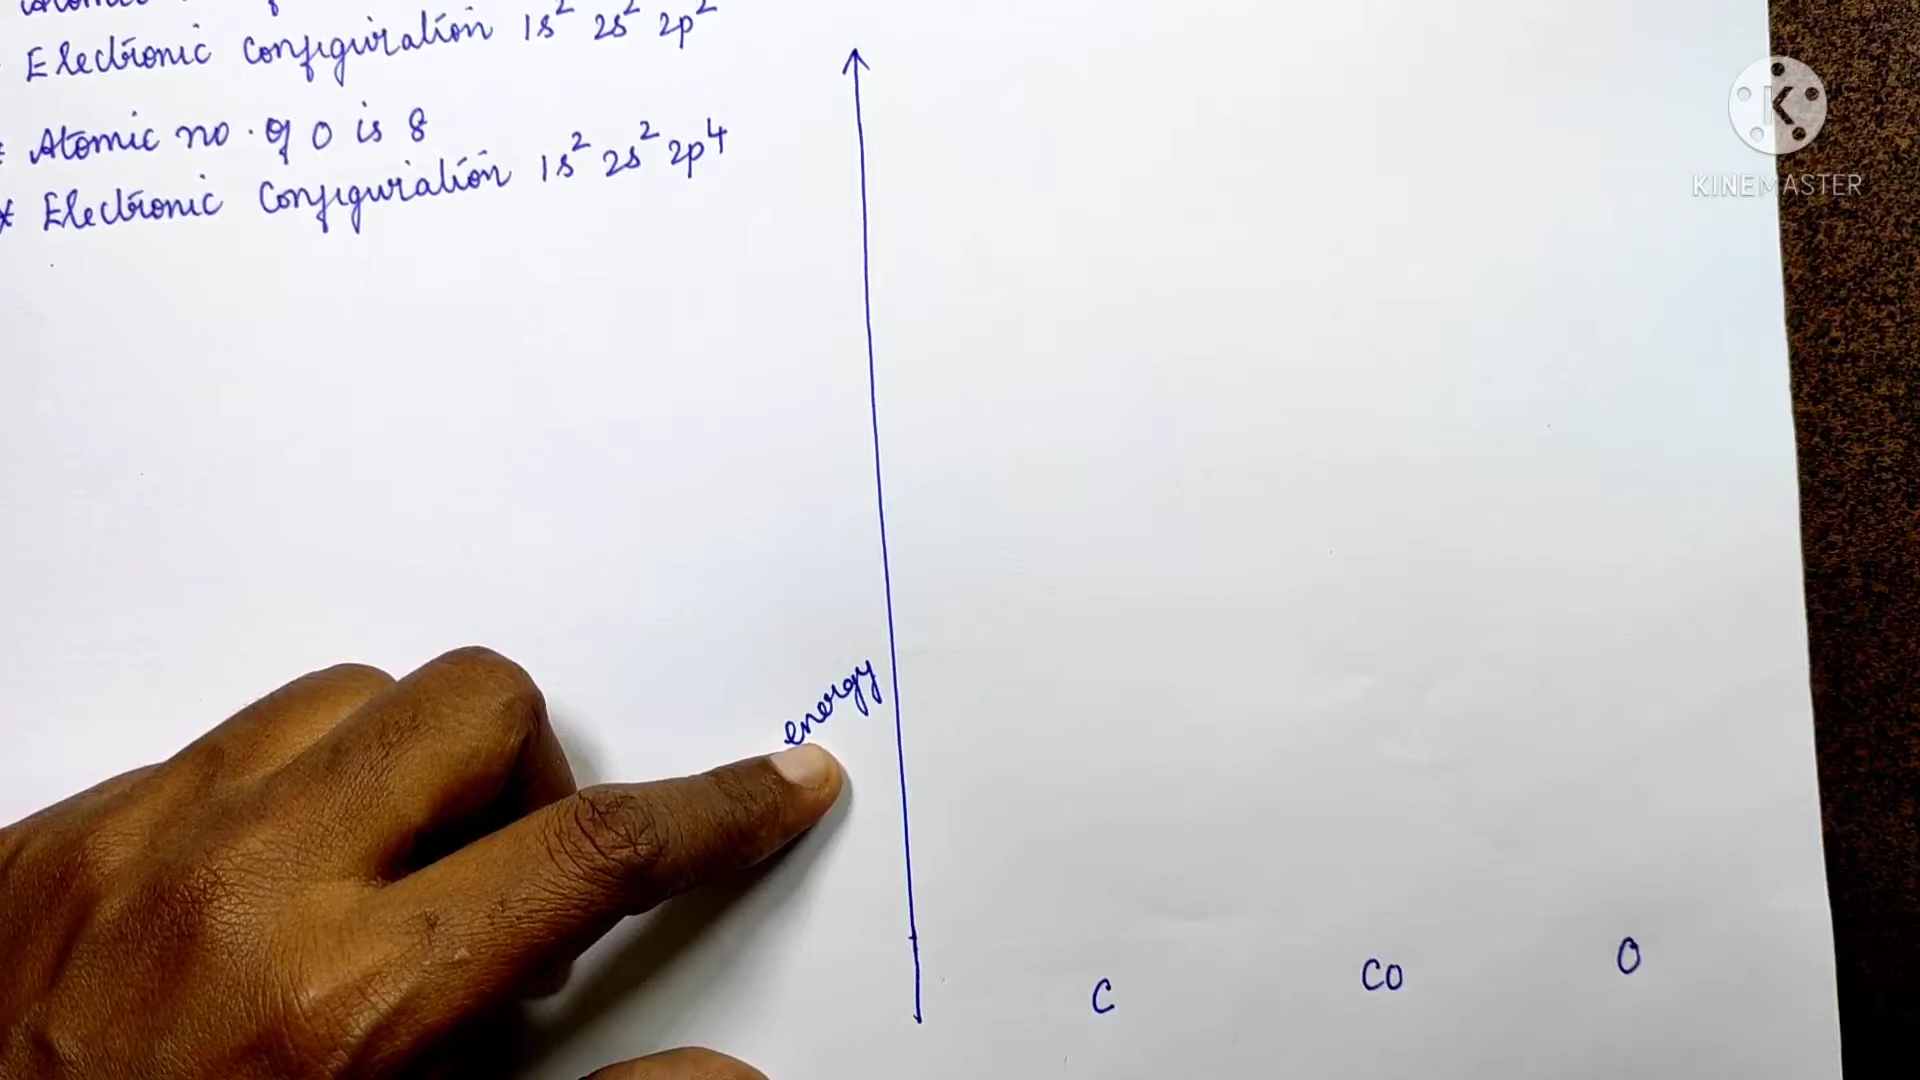 Electronic Configuration 1s² 2s² 2p²
* Atomic no. of O is 8
* Electronic Configuration 1s² 2s² 2p⁴
energy
C
CO
O
KINEMASTER